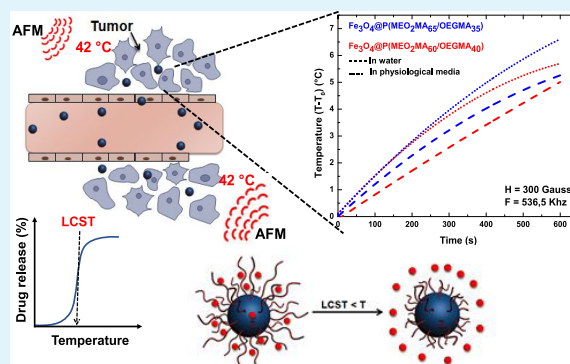 AFM
Tumor
42 °C
42 °C
AFM
LCST
Drug release (%)
Temperature
Fe3O4@P(MEO2MA65/OEGMA35)
Fe3O4@P(MEO2MA60/OEGMA40)
In water
In physiological media
Temperature (T-T0) (°C)
7
6
5
4
3
2
1
0
0 100 200 300 400 500 600
H = 300 Gauss
F = 536,5 Khz
Time (s)
LCST < T